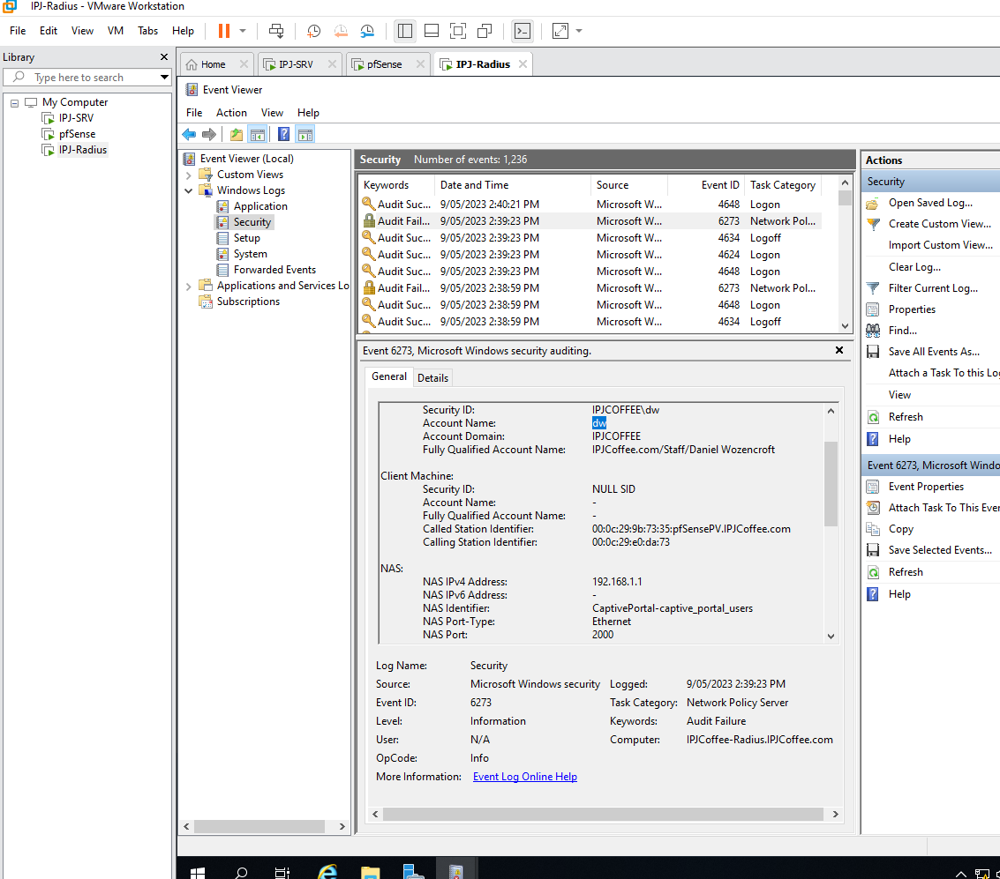 IPJ-Radius - VMware Workstation
File Edit View VM Tabs Help
Library
Type here to search
My Computer
IPJ-SRV
pfSense
IPJ-Radius
Home IPJ-SRV pfSense IPJ-Radius
Event Viewer
File Action View Help
Event Viewer (Local)
Custom Views
Windows Logs
Application
Security
Setup
System
Forwarded Events
Applications and Services Lo
Subscriptions
Security Number of events: 1,236
Keywords Date and Time Source Event ID Task Category
Audit Suc... 9/05/2023 2:40:21 PM Microsoft W... 4648 Logon
Audit Fail... 9/05/2023 2:39:23 PM Microsoft W... 6273 Network Pol...
Audit Suc... 9/05/2023 2:39:23 PM Microsoft W... 4634 Logoff
Audit Suc... 9/05/2023 2:39:23 PM Microsoft W... 4624 Logon
Audit Suc... 9/05/2023 2:39:23 PM Microsoft W... 4648 Logon
Audit Fail... 9/05/2023 2:38:59 PM Microsoft W... 6273 Network Pol...
Audit Suc... 9/05/2023 2:38:59 PM Microsoft W... 4648 Logon
Audit Suc... 9/05/2023 2:38:59 PM Microsoft W... 4634 Logoff
Event 6273, Microsoft Windows security auditing.
General Details
Security ID: IPJCOFFEE\dw
Account Name: dw
Account Domain: IPJCOFFEE
Fully Qualified Account Name: IPJCoffee.com/Staff/Daniel Wozencroft
Client Machine:
Security ID: NULL SID
Account Name: -
Fully Qualified Account Name: -
Called Station Identifier: 00:0c:29:9b:73:35:pfSensePV.IPJCoffee.com
Calling Station Identifier: 00:0c:29:e0:da:73
NAS:
NAS IPv4 Address: 192.168.1.1
NAS IPv6 Address: -
NAS Identifier: CaptivePortal-captive_portal_users
NAS Port-Type: Ethernet
NAS Port: 2000
Log Name: Security
Source: Microsoft Windows security Logged: 9/05/2023 2:39:23 PM
Event ID: 6273 Task Category: Network Policy Server
Level: Information Keywords: Audit Failure
User: N/A Computer: IPJCoffee-Radius.IPJCoffee.com
OpCode: Info
More Information: Event Log Online Help
Actions
Security
Open Saved Log...
Create Custom View...
Import Custom View...
Clear Log...
Filter Current Log...
Properties
Find...
Save All Events As...
Attach a Task To this Log
View
Refresh
Help
Event 6273, Microsoft Windo
Event Properties
Attach Task To This Eve
Copy
Save Selected Events...
Refresh
Help